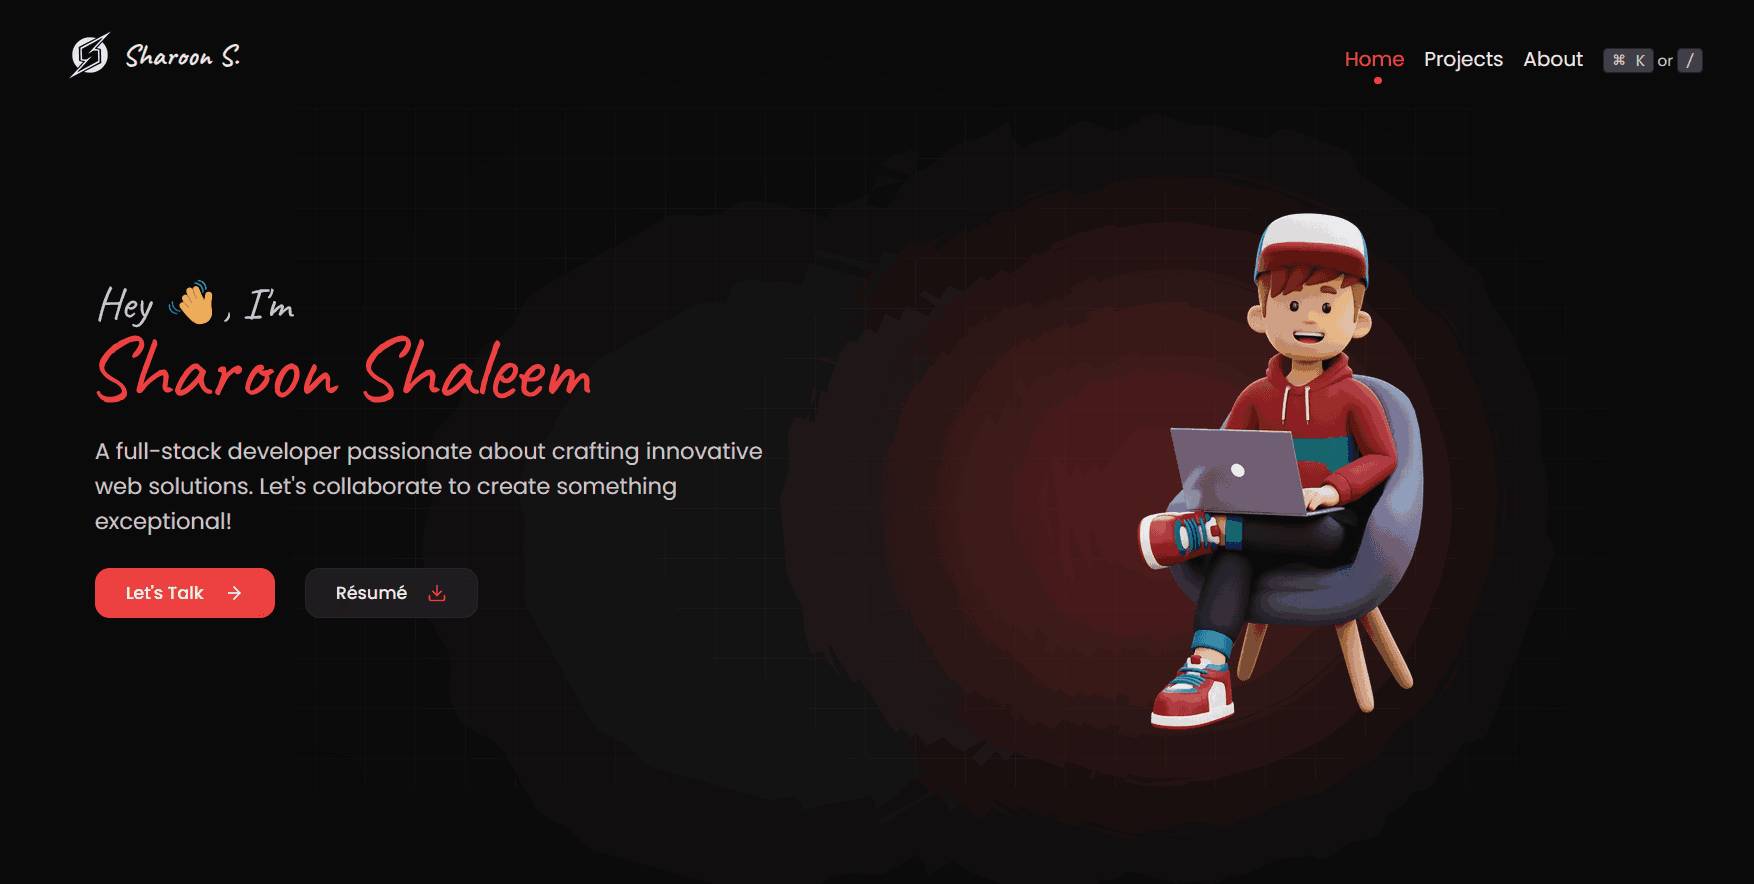 Sharoon S.
Home Projects About ⌘ K or /
Hey 👋, I'm
Sharoon Shaleem
A full-stack developer passionate about crafting innovative
web solutions. Let's collaborate to create something
exceptional!
Let's Talk →
Résumé